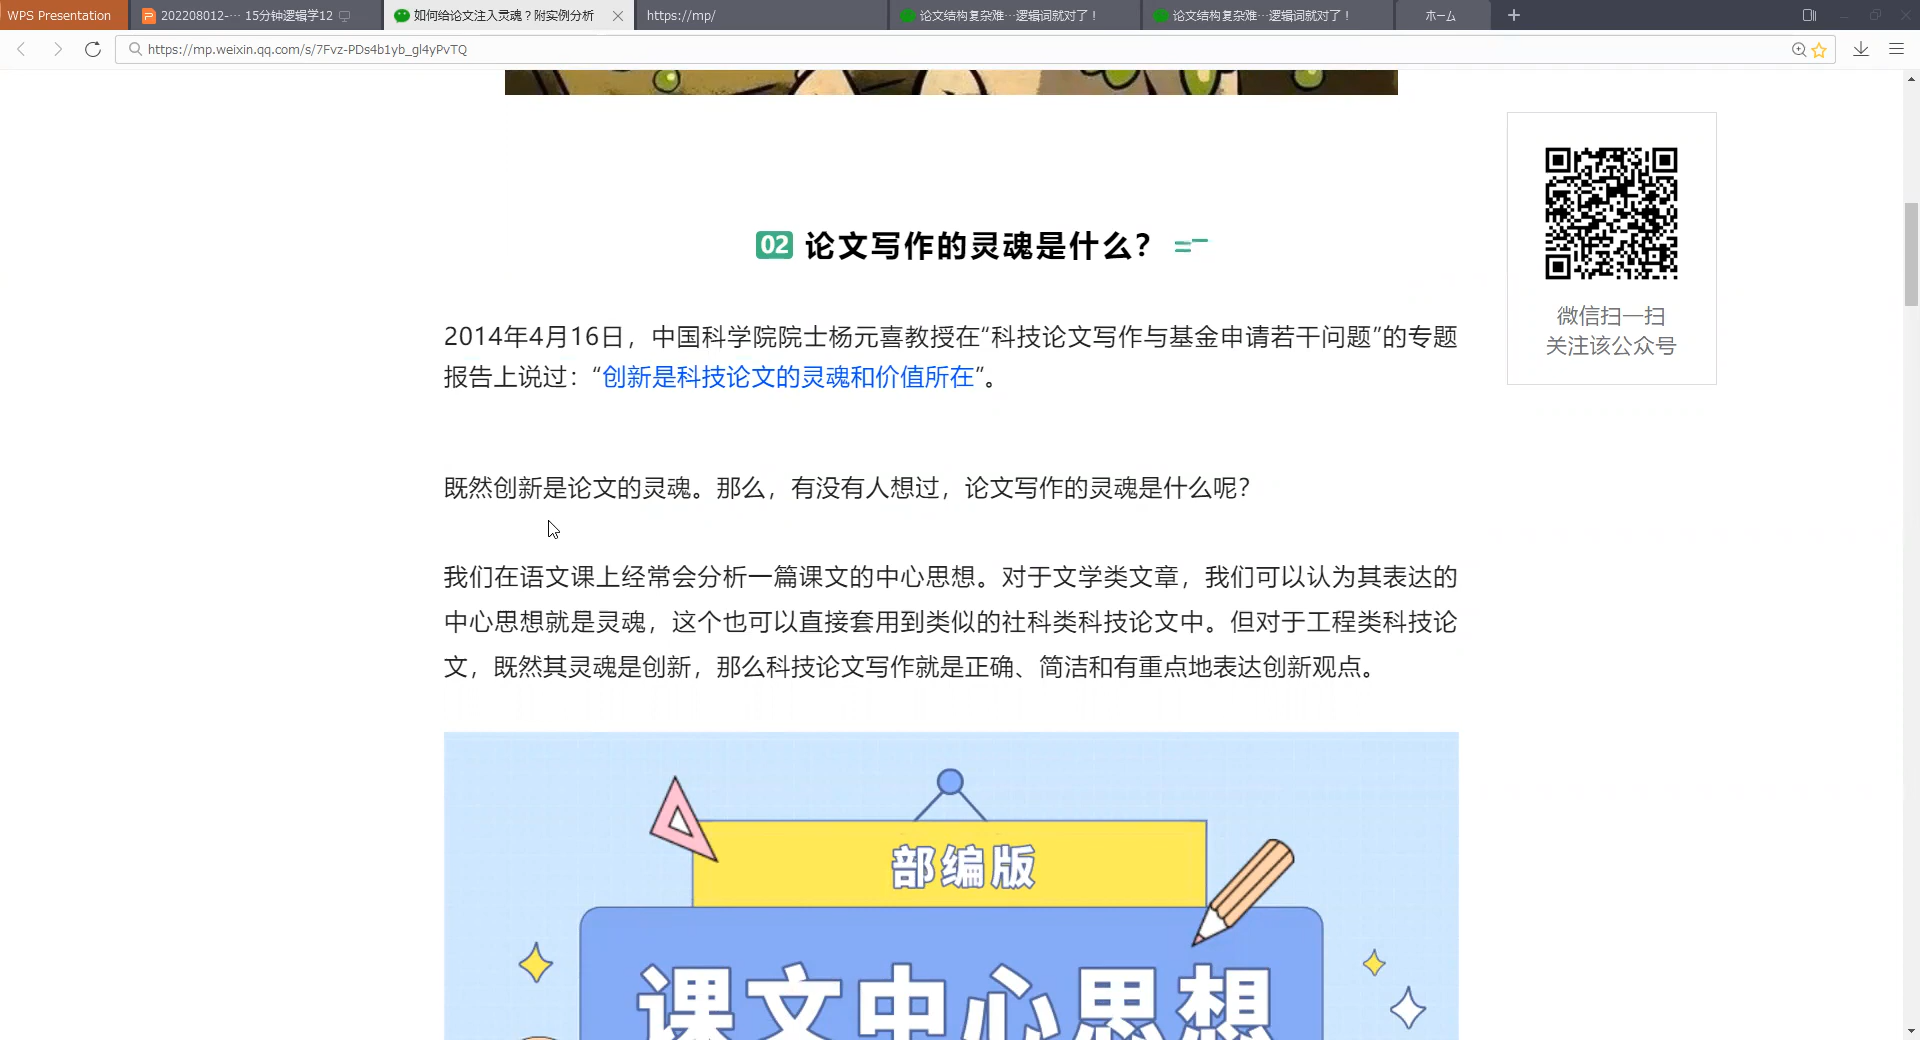 WPS Presentation
202208012-··· 15分钟逻辑学12
如何给论文注入灵魂？附实例分析
https://mp/
论文结构复杂难···逻辑词就对了！
论文结构复杂难···逻辑词就对了！
ホーム
https://mp.weixin.qq.com/s/7Fvz-PDs4b1yb_gl4yPvTQ
02 论文写作的灵魂是什么？
微信扫一扫
关注该公众号
2014年4月16日，中国科学院院士杨元喜教授在“科技论文写作与基金申请若干问题”的专题
报告上说过：“创新是科技论文的灵魂和价值所在”。
既然创新是论文的灵魂。那么，有没有人想过，论文写作的灵魂是什么呢？
我们在语文课上经常会分析一篇课文的中心思想。对于文学类文章，我们可以认为其表达的
中心思想就是灵魂，这个也可以直接套用到类似的社科类科技论文中。但对于工程类科技论
文，既然其灵魂是创新，那么科技论文写作就是正确、简洁和有重点地表达创新观点。
部编版
课文中心思想